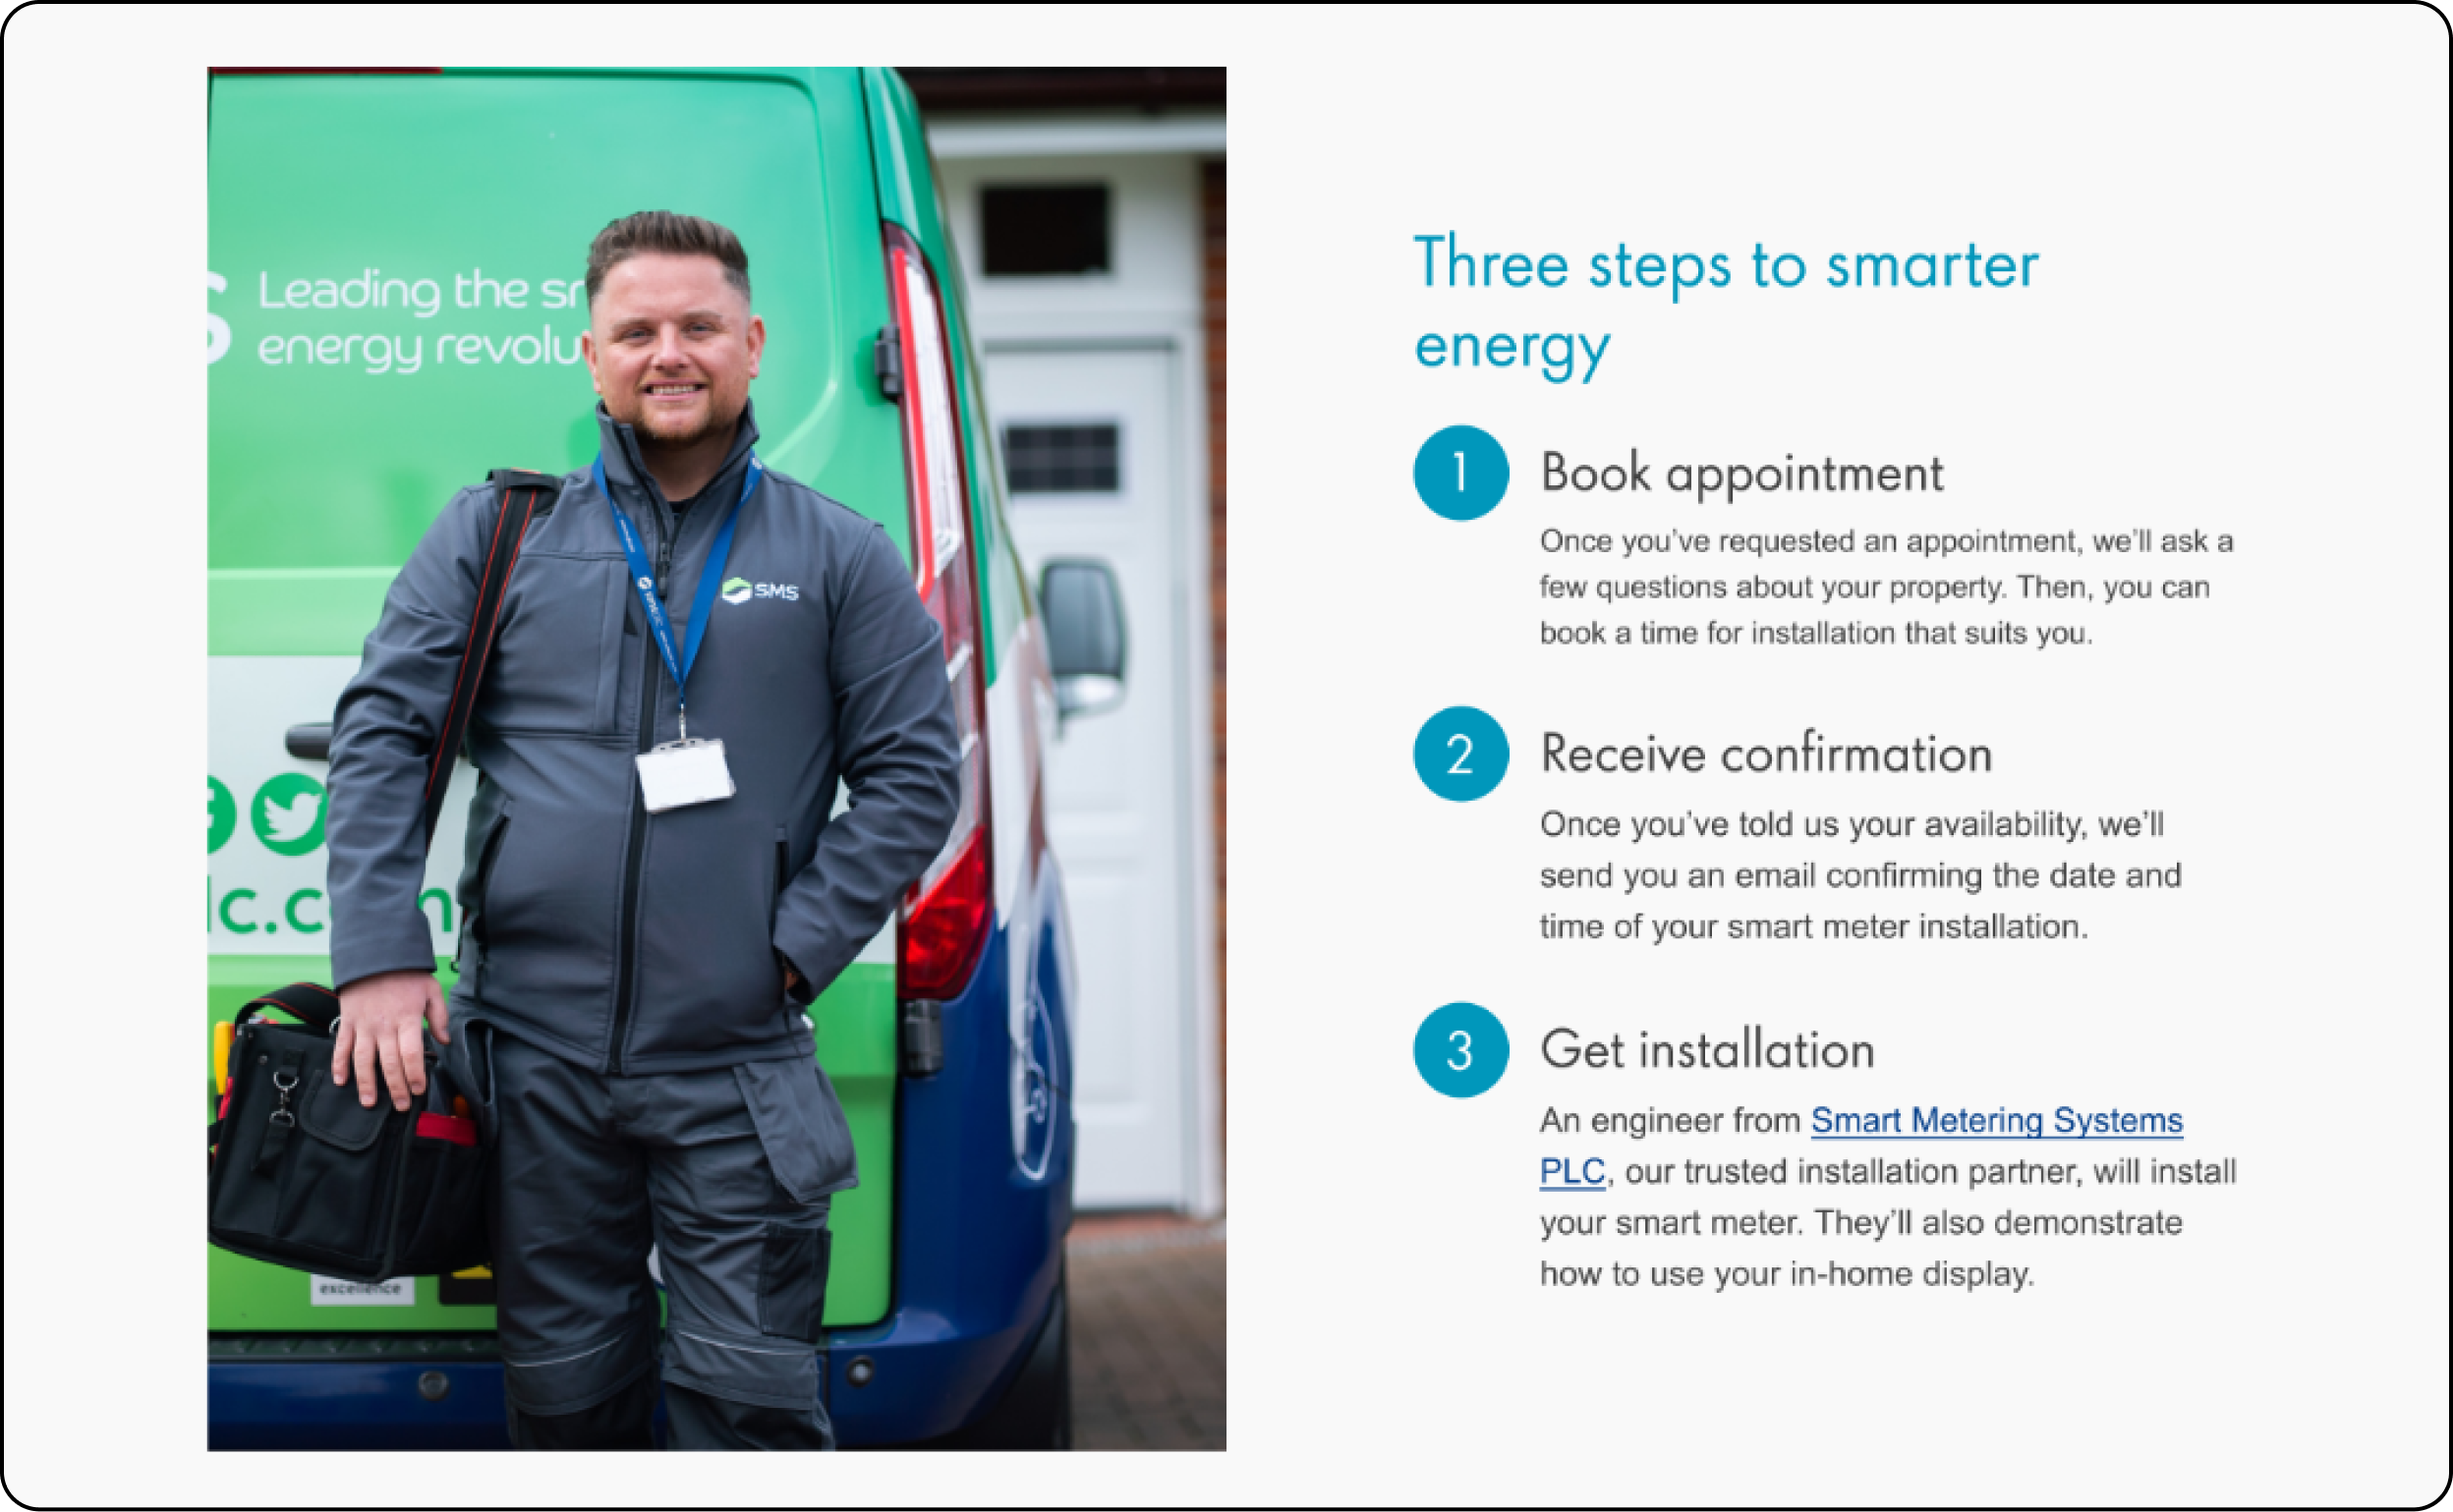 Leading the sm
energy revolu
SMS
lc.c m
excellence
Three steps to smarter
energy
1
Book appointment
Once you’ve requested an appointment, we’ll ask a
few questions about your property. Then, you can
book a time for installation that suits you.
2
Receive confirmation
Once you’ve told us your availability, we’ll
send you an email confirming the date and
time of your smart meter installation.
3
Get installation
An engineer from Smart Metering Systems
PLC, our trusted installation partner, will install
your smart meter. They’ll also demonstrate
how to use your in-home display.